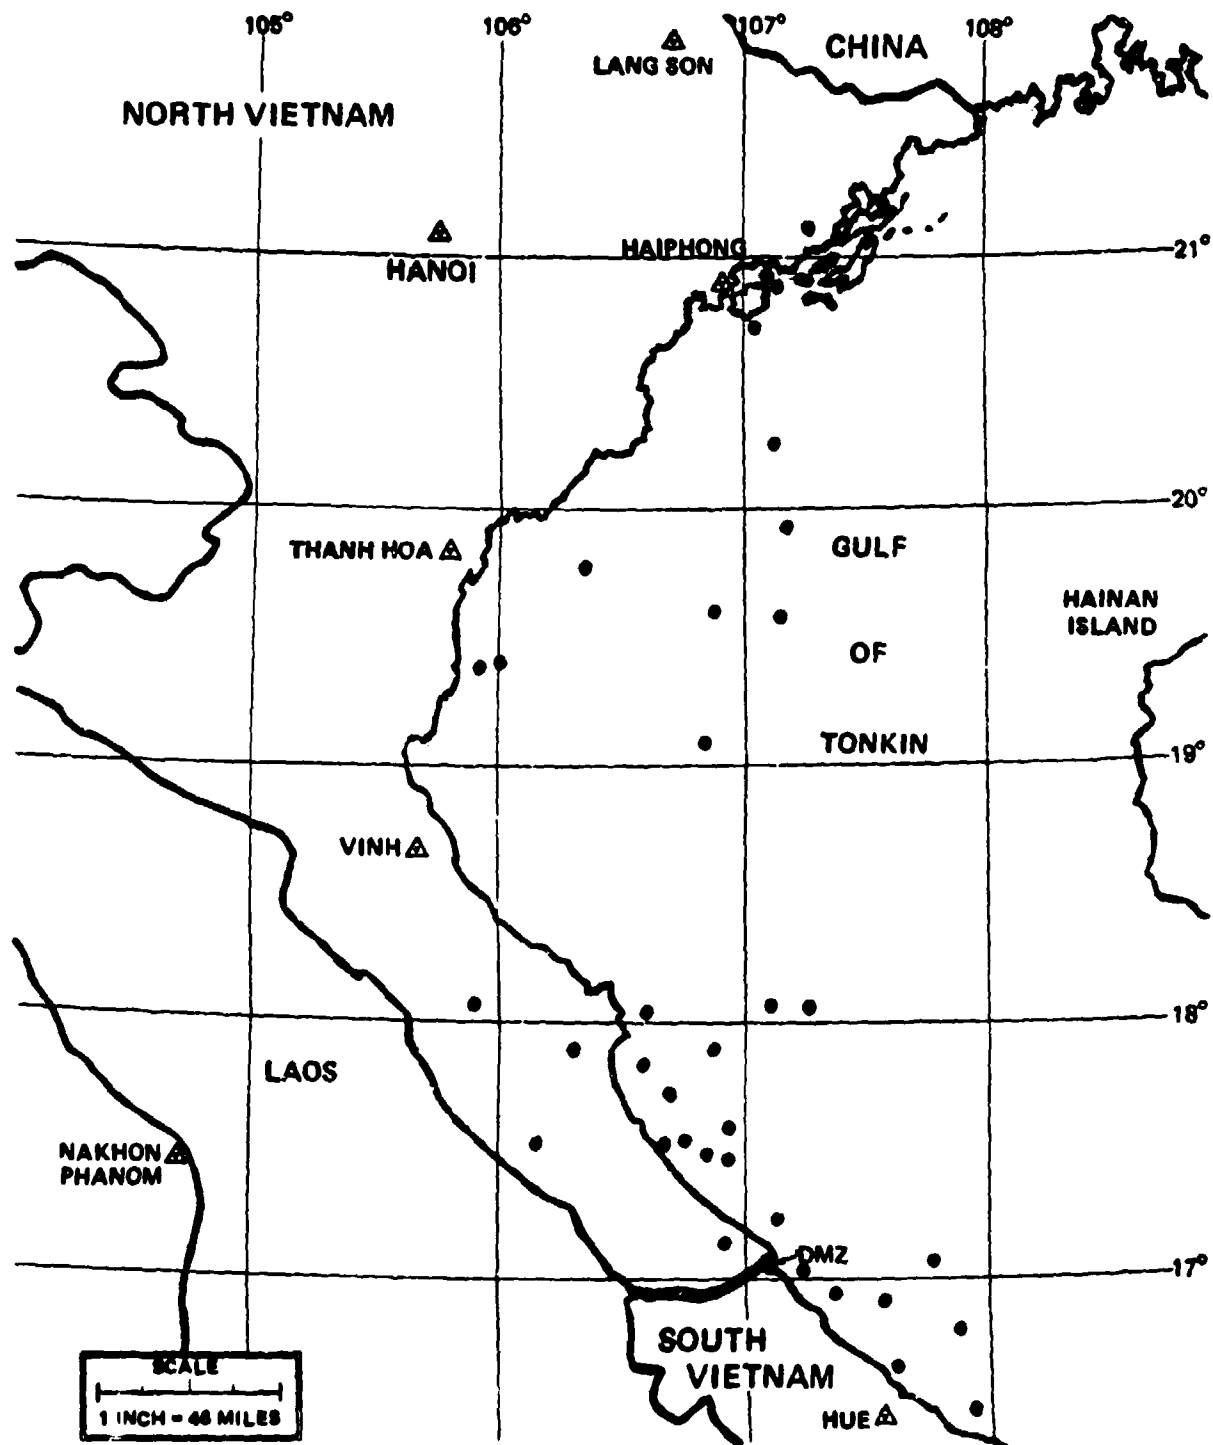 105° 106° 107° 108°
CHINA
LANG SON
NORTH VIETNAM
21°
HAIPHONG
HANOI
20°
THANH HOA
GULF
HAINAN
ISLAND
OF
TONKIN
19°
VINH
18°
LAOS
NAKHON
PHANOM
DMZ
17°
SOUTH
VIETNAM
SCALE
1 INCH = 46 MILES
HUE